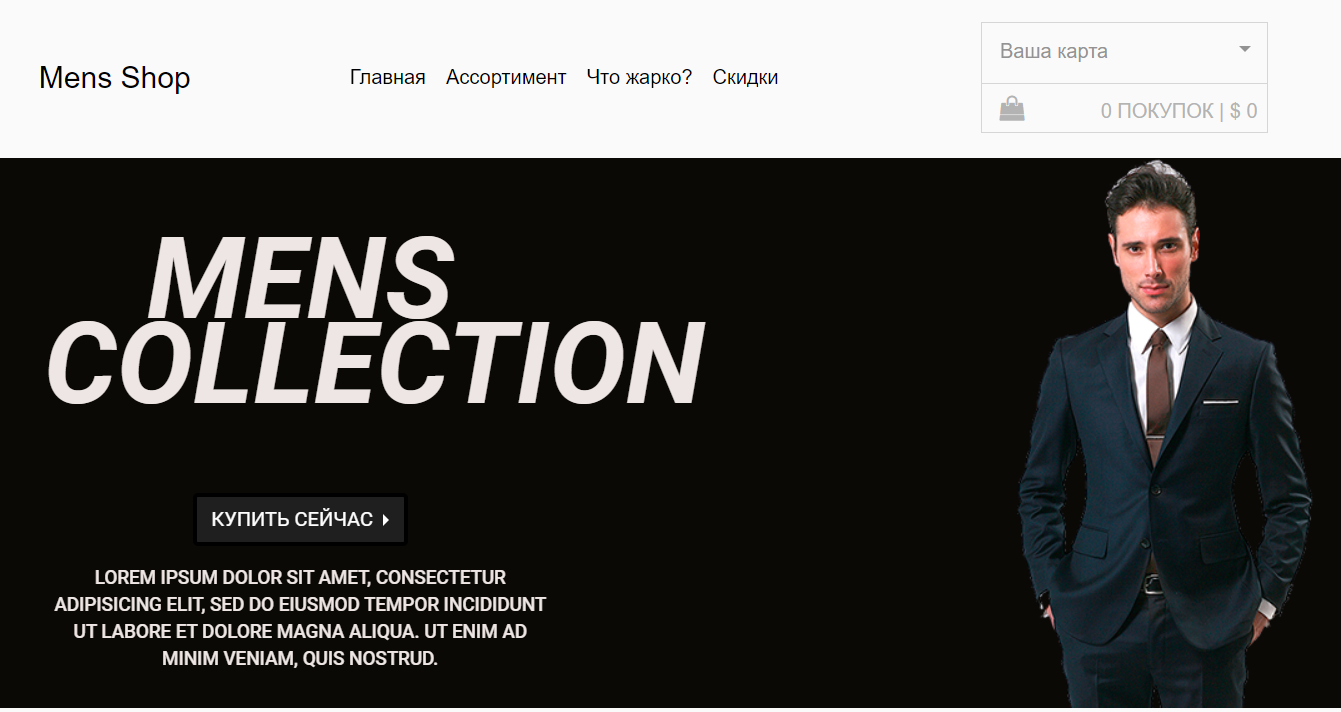 Mens Shop
Главная Ассортимент Что жарко? Скидки
Ваша карта
0 ПОКУПОК | $ 0
MENS
COLLECTION
КУПИТЬ СЕЙЧАС
LOREM IPSUM DOLOR SIT AMET, CONSECTETUR
ADIPISICING ELIT, SED DO EIUSMOD TEMPOR INCIDIDUNT
UT LABORE ET DOLORE MAGNA ALIQUA. UT ENIM AD
MINIM VENIAM, QUIS NOSTRUD.